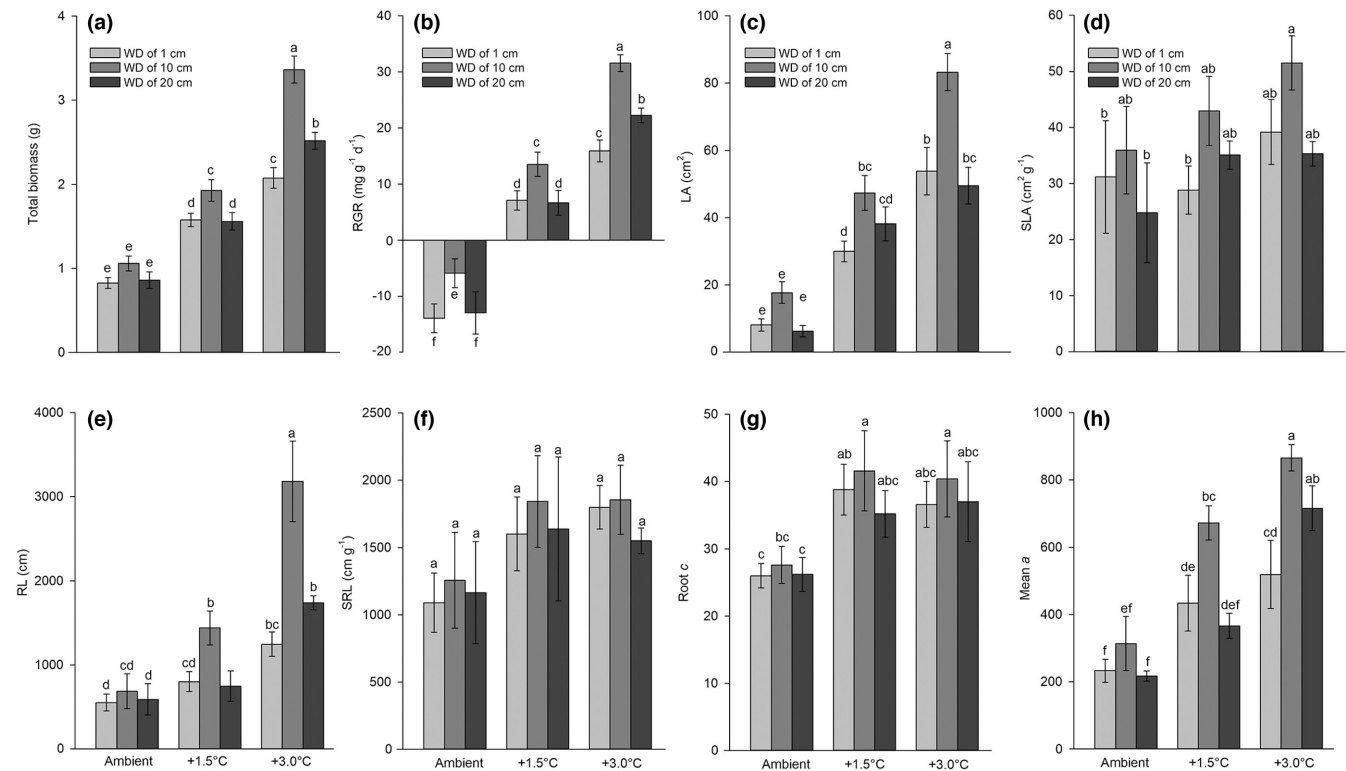 (a)
WD of 1 cm
WD of 10 cm
WD of 20 cm
Total biomass (g)
4
3
2
1
0
e
e
e
d
c
d
c
a
b
(b)
WD of 1 cm
WD of 10 cm
WD of 20 cm
RGR (mg g⁻¹ d⁻¹)
40
30
20
10
0
-10
-20
f
e
f
d
c
d
c
a
b
(c)
WD of 1 cm
WD of 10 cm
WD of 20 cm
LA (cm²)
100
80
60
40
20
0
e
e
e
d
bc
cd
b
a
bc
(d)
WD of 1 cm
WD of 10 cm
WD of 20 cm
SLA (cm² g⁻¹)
60
50
40
30
20
10
0
b
ab
b
b
ab
ab
ab
a
ab
(e)
RL (cm)
4000
3000
2000
1000
0
d
cd
d
cd
b
bc
a
b
Ambient
+1.5°C
+3.0°C
(f)
SRL (cm g⁻¹)
2500
2000
1500
1000
500
0
a
a
a
a
a
a
a
a
a
Ambient
+1.5°C
+3.0°C
(g)
Root c
50
40
30
20
10
0
c
bc
c
ab
a
abc
abc
a
abc
Ambient
+1.5°C
+3.0°C
(h)
Mean a
1000
800
600
400
200
0
f
ef
f
de
bc
def
cd
a
ab
Ambient
+1.5°C
+3.0°C